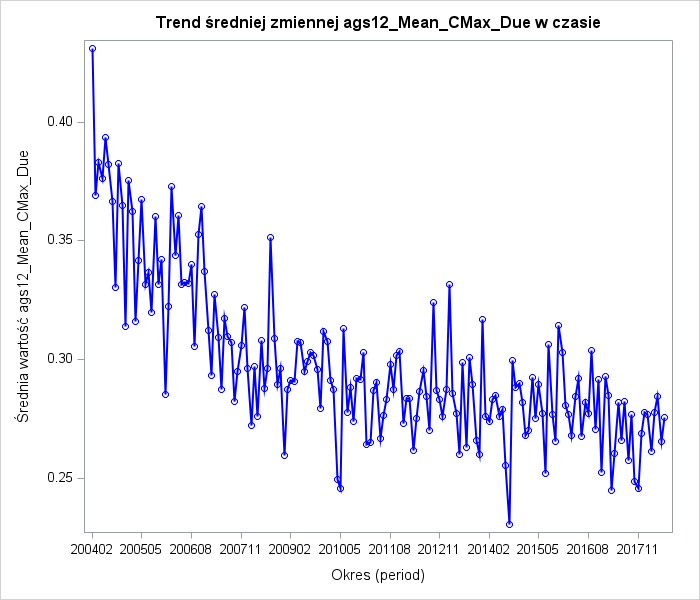 Trend średniej zmiennej ags12_Mean_CMax_Due w czasie
Średnia wartość ags12_Mean_CMax_Due
0.40
0.35
0.30
0.25
200402 200505 200608 200711 200902 201005 201108 201211 201402 201505 201608 201711
Okres (period)